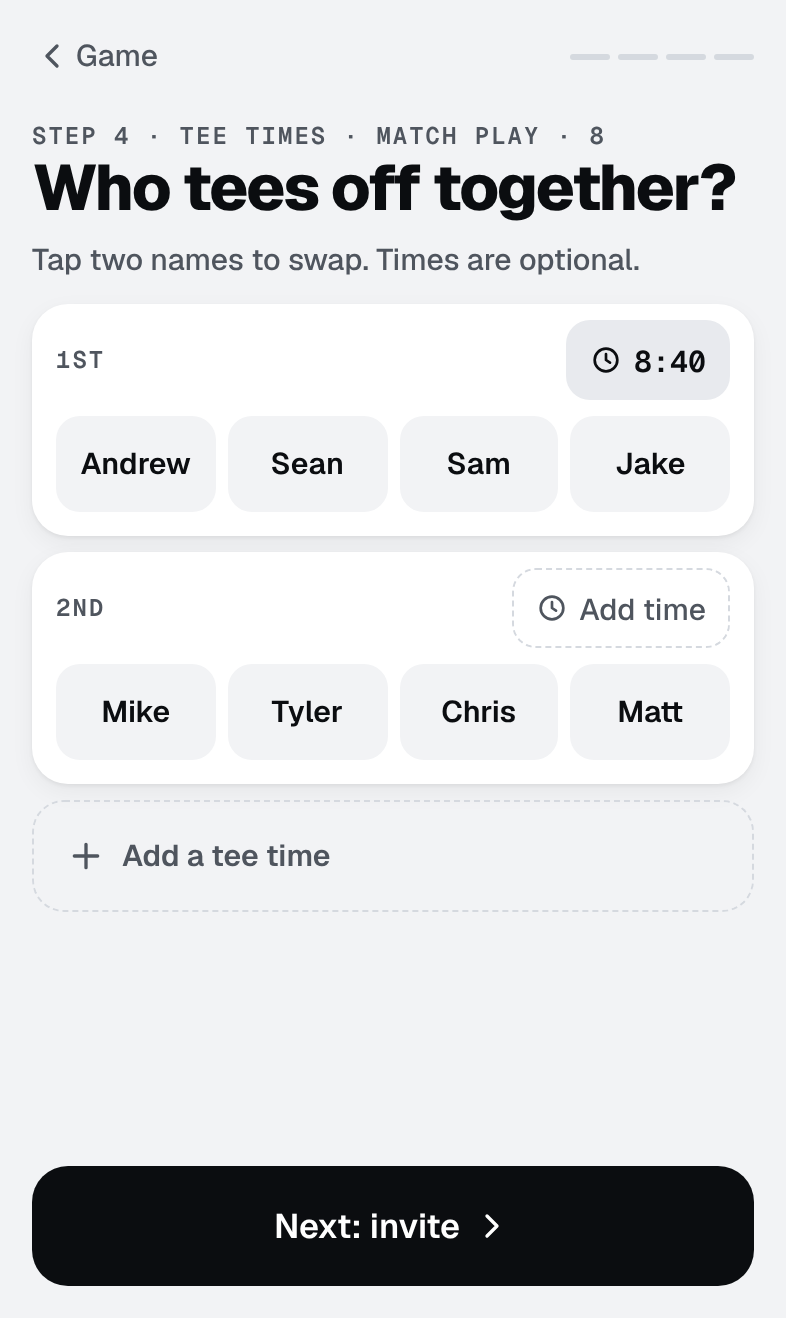 Game
STEP 4 · TEE TIMES · MATCH PLAY · 8
Who tees off together?
Tap two names to swap. Times are optional.
1ST
8:40
Andrew Sean Sam Jake
2ND
Add time
Mike Tyler Chris Matt
Add a tee time
Next: invite